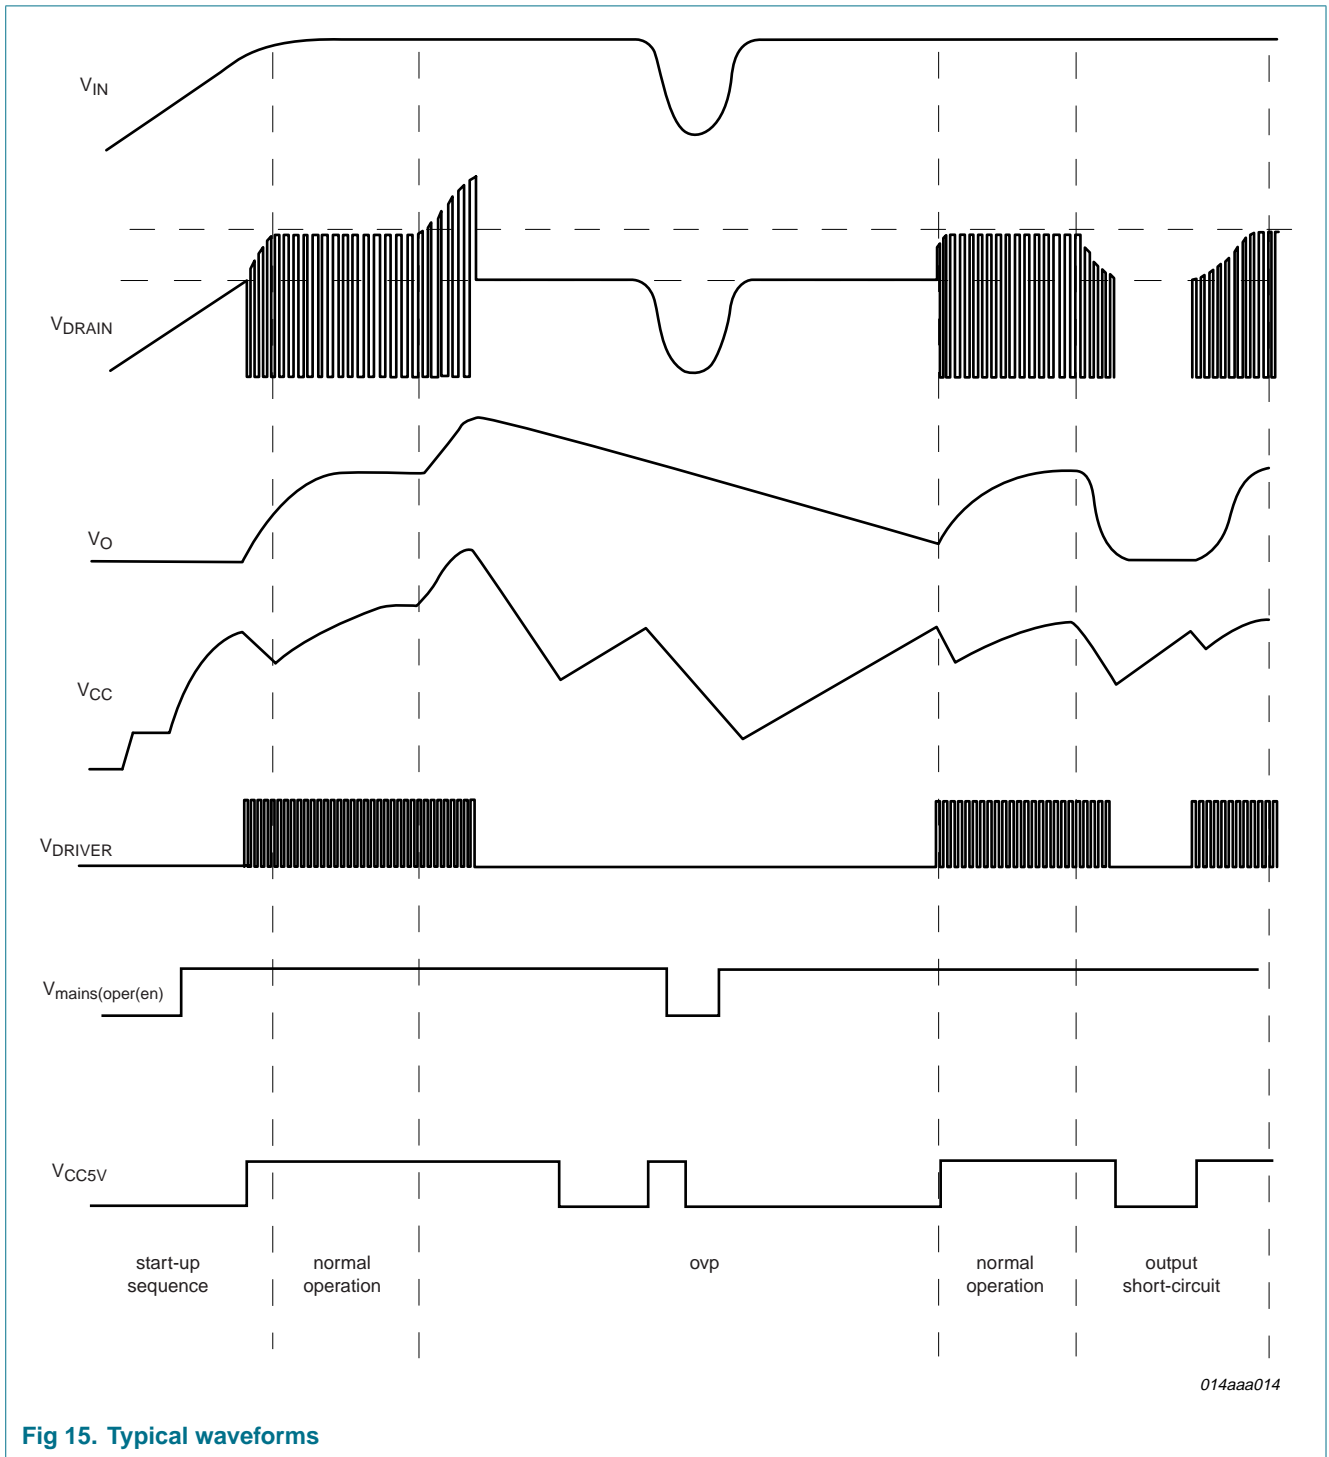 VIN
VDRAIN
VO
VCC
VDRIVER
Vmains(oper(en)
VCC5V
start-up
sequence
normal
operation
ovp
normal
operation
output
short-circuit
014aaa014
Fig 15. Typical waveforms